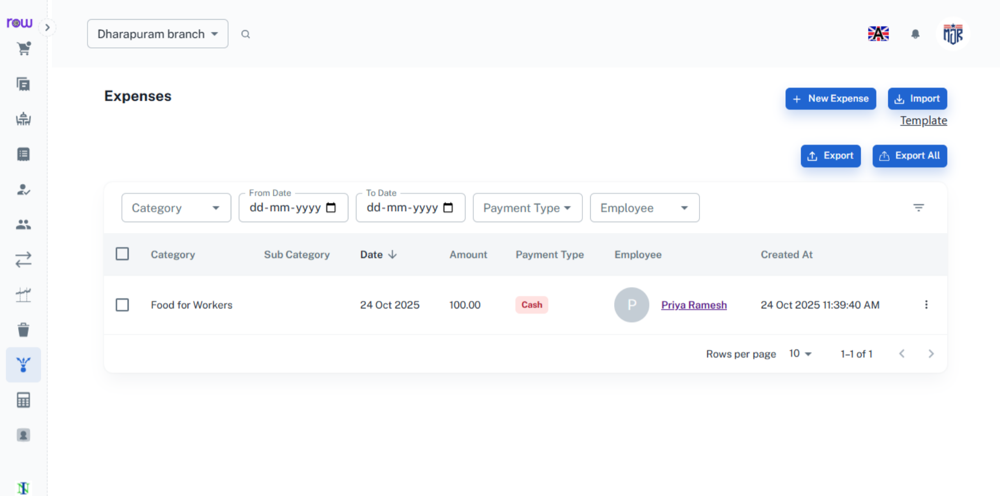 row
Dharapuram branch
A
MJR
Expenses
New Expense
Import
Template
Export
Export All
Category
From Date
dd-mm-yyyy
To Date
dd-mm-yyyy
Payment Type
Employee
Category Sub Category Date Amount Payment Type Employee Created At
Food for Workers 24 Oct 2025 100.00 Cash P Priya Ramesh 24 Oct 2025 11:39:40 AM
Rows per page 10 1–1 of 1
N